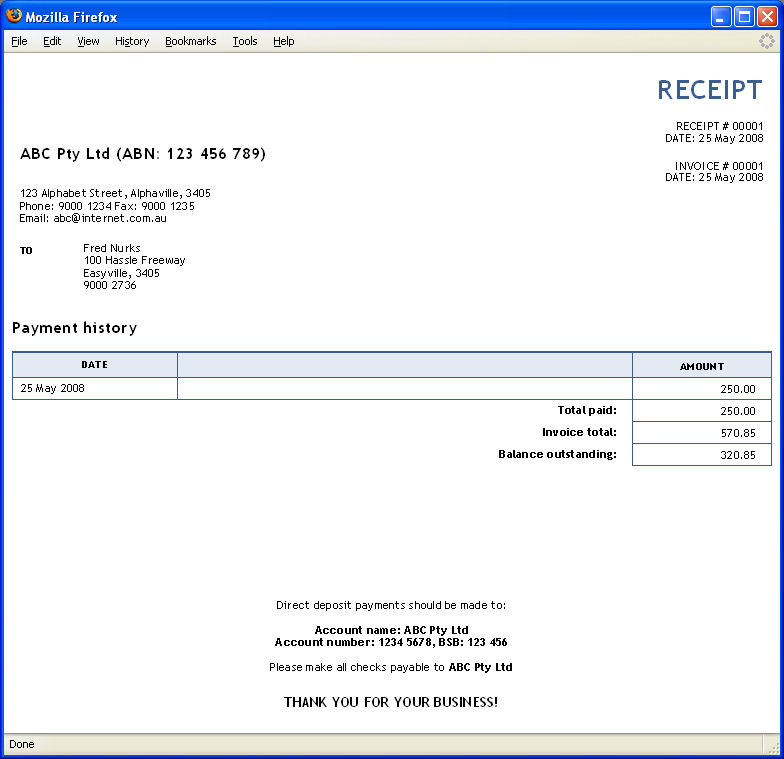 Mozilla Firefox
File Edit View History Bookmarks Tools Help
RECEIPT
RECEIPT # 00001
DATE: 25 May 2008
ABC Pty Ltd (ABN: 123 456 789)
INVOICE # 00001
DATE: 25 May 2008
123 Alphabet Street, Alphaville, 3405
Phone: 9000 1234 Fax: 9000 1235
Email: abc@internet.com.au
TO Fred Nurks
100 Hassle Freeway
Easyville, 3405
9000 2736
Payment history
DATE AMOUNT
25 May 2008 250.00
Total paid: 250.00
Invoice total: 570.85
Balance outstanding: 320.85
Direct deposit payments should be made to:
Account name: ABC Pty Ltd
Account number: 1234 5678, BSB: 123 456
Please make all checks payable to ABC Pty Ltd
THANK YOU FOR YOUR BUSINESS!
Done